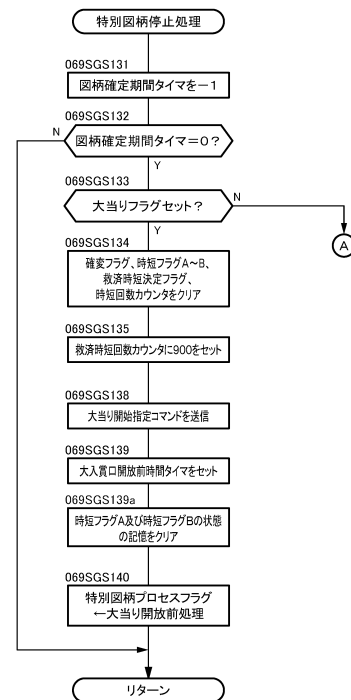 特別図柄停止処理
069SGS131
図柄確定期間タイマを－1
069SGS132
N
図柄確定期間タイマ＝0？
Y
069SGS133
N
大当りフラグセット？
Y
A
069SGS134
確変フラグ、時短フラグA～B、
救済時短決定フラグ、
時短回数カウンタをクリア
069SGS135
救済時短回数カウンタに900をセット
069SGS138
大当り開始指定コマンドを送信
069SGS139
大入賞口開放前時間タイマをセット
069SGS139a
時短フラグA及び時短フラグBの状態
の記憶をクリア
069SGS140
特別図柄プロセスフラグ
←大当り開放前処理
リターン